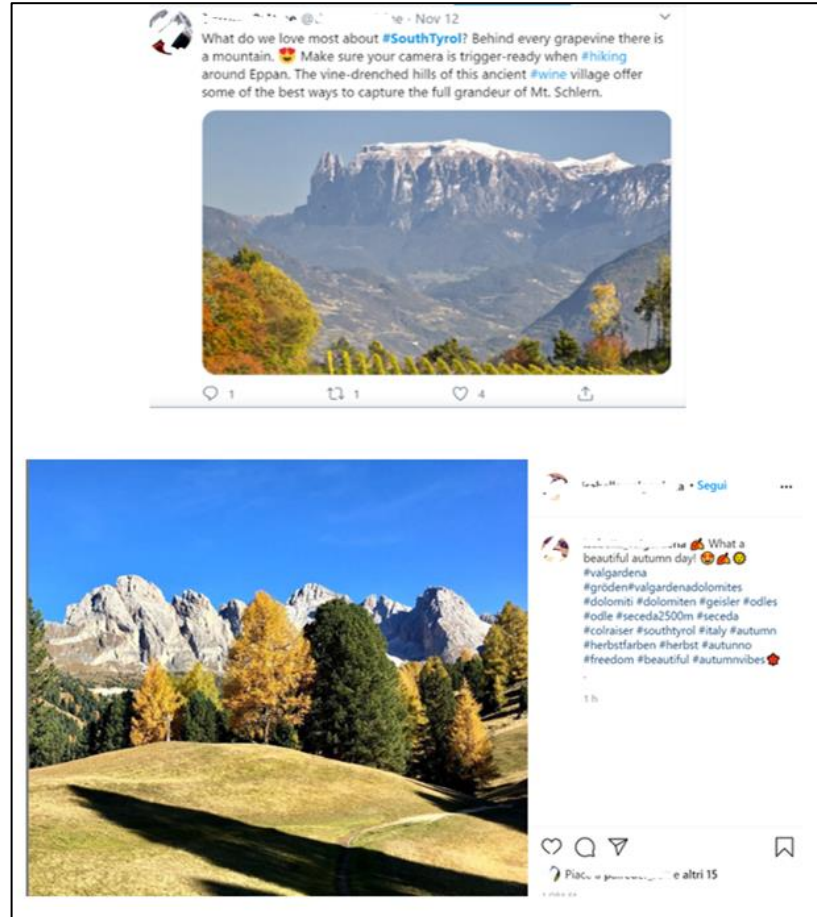 · Nov 12
What do we love most about #SouthTyrol? Behind every grapevine there is
a mountain. 😍 Make sure your camera is trigger-ready when #hiking
around Eppan. The vine-drenched hills of this ancient #wine village offer
some of the best ways to capture the full grandeur of Mt. Schlern.
1 1 4
a • Segui
🍂 What a
beautiful autumn day! 🤩🍂😊
#valgardena
#gröden#valgardenadolomites
#dolomiti #dolomiten #geisler #odles
#odle #seceda2500m #seceda
#colraiser #southtyrol #italy #autumn
#herbstfarben #herbst #autunno
#freedom #beautiful #autumnvibes🍁
.
1 h
Piace a e altri 15